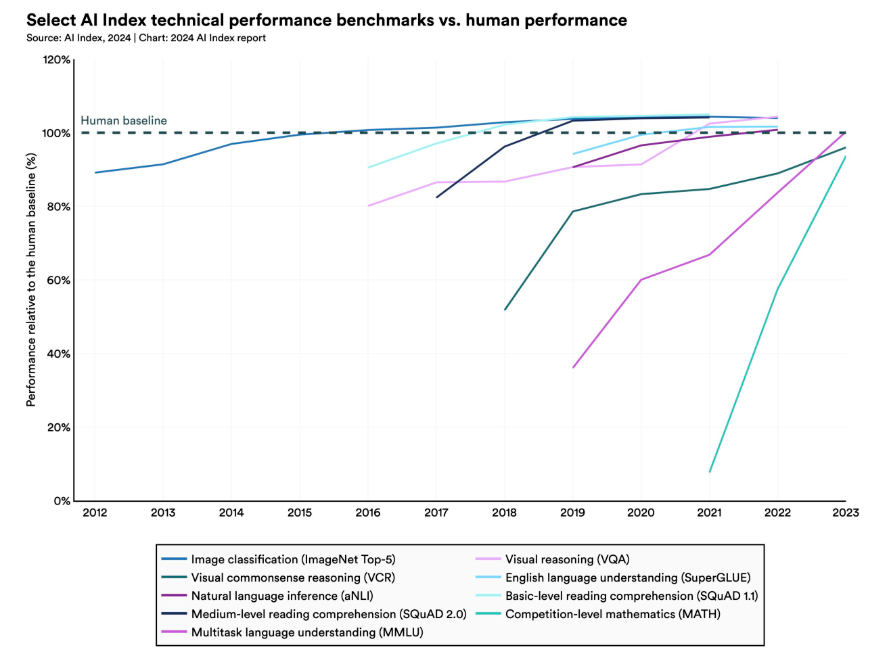 Select AI Index technical performance benchmarks vs. human performance
Source: AI Index, 2024 | Chart: 2024 AI Index report
120%
Human baseline
100%
80%
60%
40%
20%
0%
Performance relative to the human baseline (%)
2012 2013 2014 2015 2016 2017 2018 2019 2020 2021 2022 2023
Image classification (ImageNet Top-5)
Visual commonsense reasoning (VCR)
Natural language inference (aNLI)
Medium-level reading comprehension (SQuAD 2.0)
Multitask language understanding (MMLU)
Visual reasoning (VQA)
English language understanding (SuperGLUE)
Basic-level reading comprehension (SQuAD 1.1)
Competition-level mathematics (MATH)